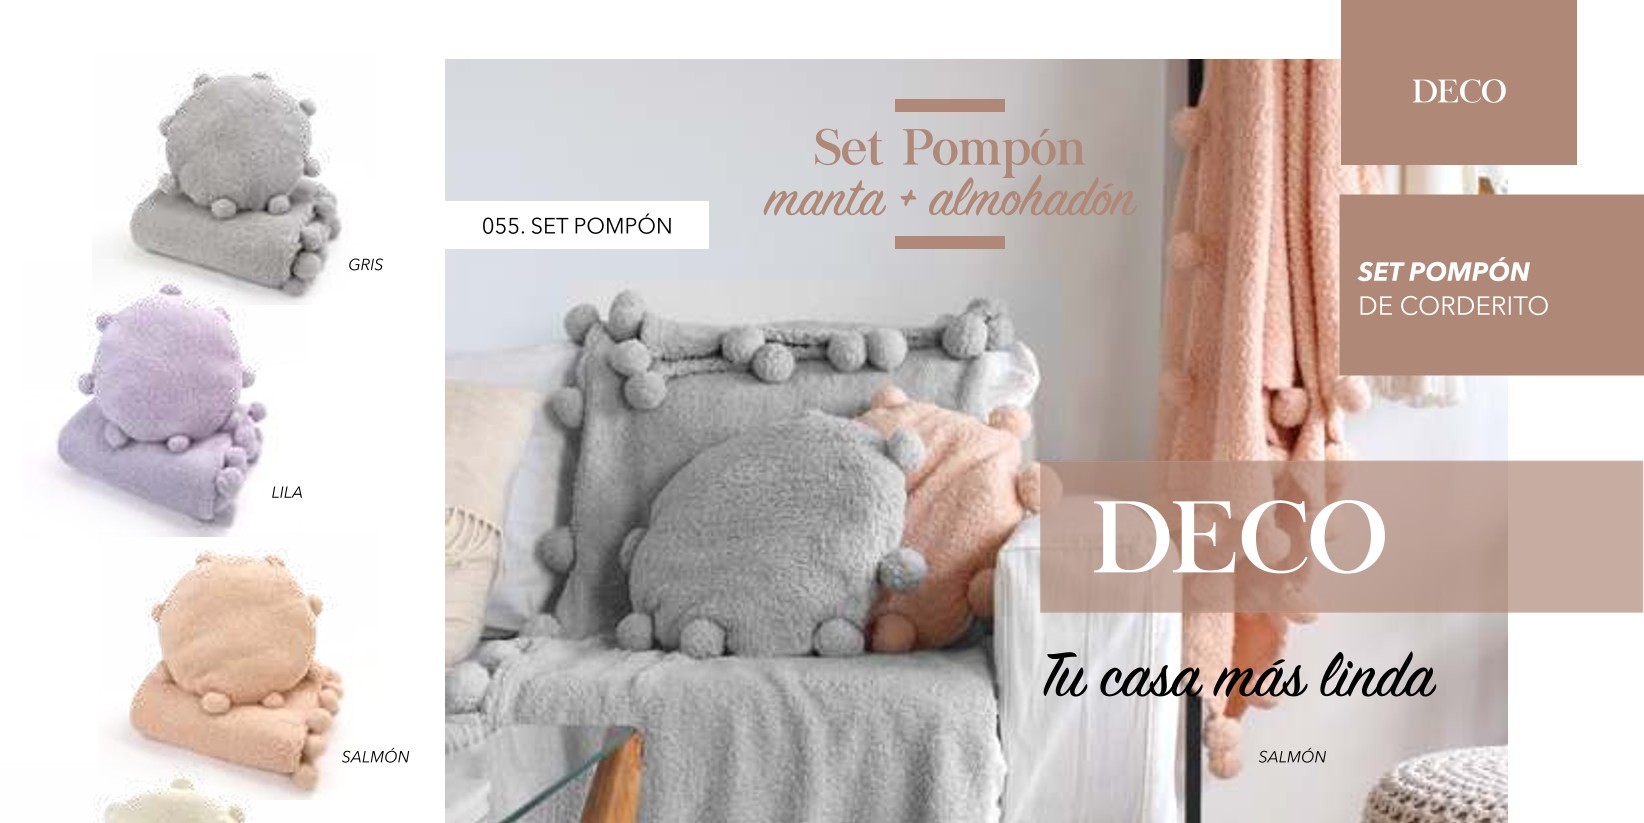 DECO
Set Pompón
manta + almohadón
055. SET POMPÓN
GRIS
SET POMPÓN
DE CORDERITO
LILA
DECO
Tu casa más linda
SALMÓN
SALMÓN